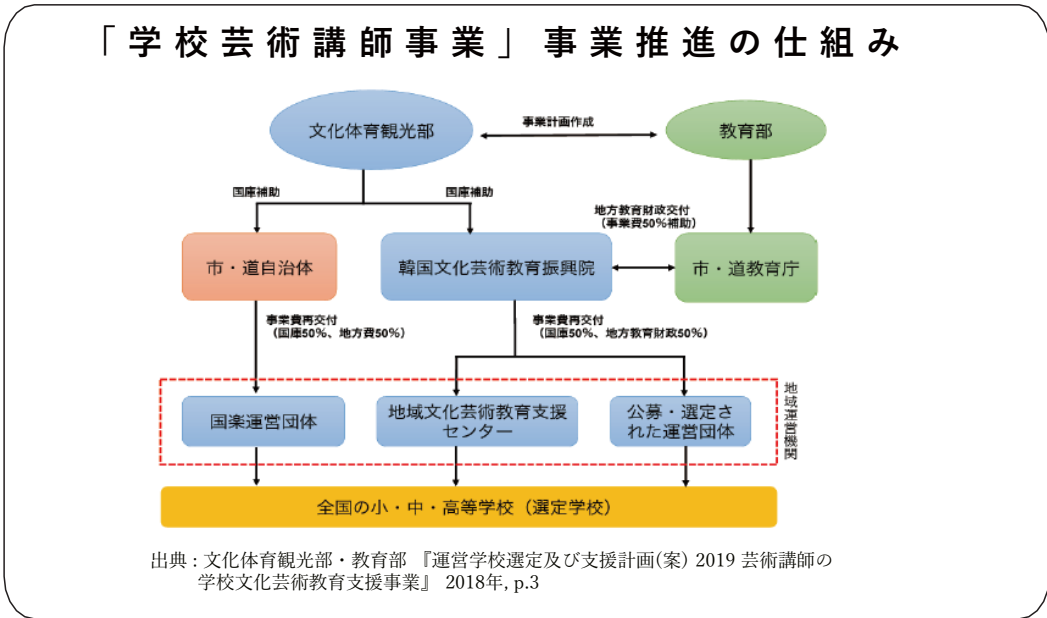 「学校芸術講師事業」事業推進の仕組み
文化体育観光部
事業計画作成
教育部
国庫補助
国庫補助
地方教育財政交付
（事業費50%補助）
市・道自治体
韓国文化芸術教育振興院
市・道教育庁
事業費再交付
（国庫50%、地方費50%）
事業費再交付
（国庫50%、地方教育財政50%）
国楽運営団体
地域文化芸術教育支援
センター
公募・選定さ
れた運営団体
地域運営機関
全国の小・中・高等学校（選定学校）
出典 : 文化体育観光部・教育部 『運営学校選定及び支援計画(案) 2019 芸術講師の
学校文化芸術教育支援事業』 2018年, p.3